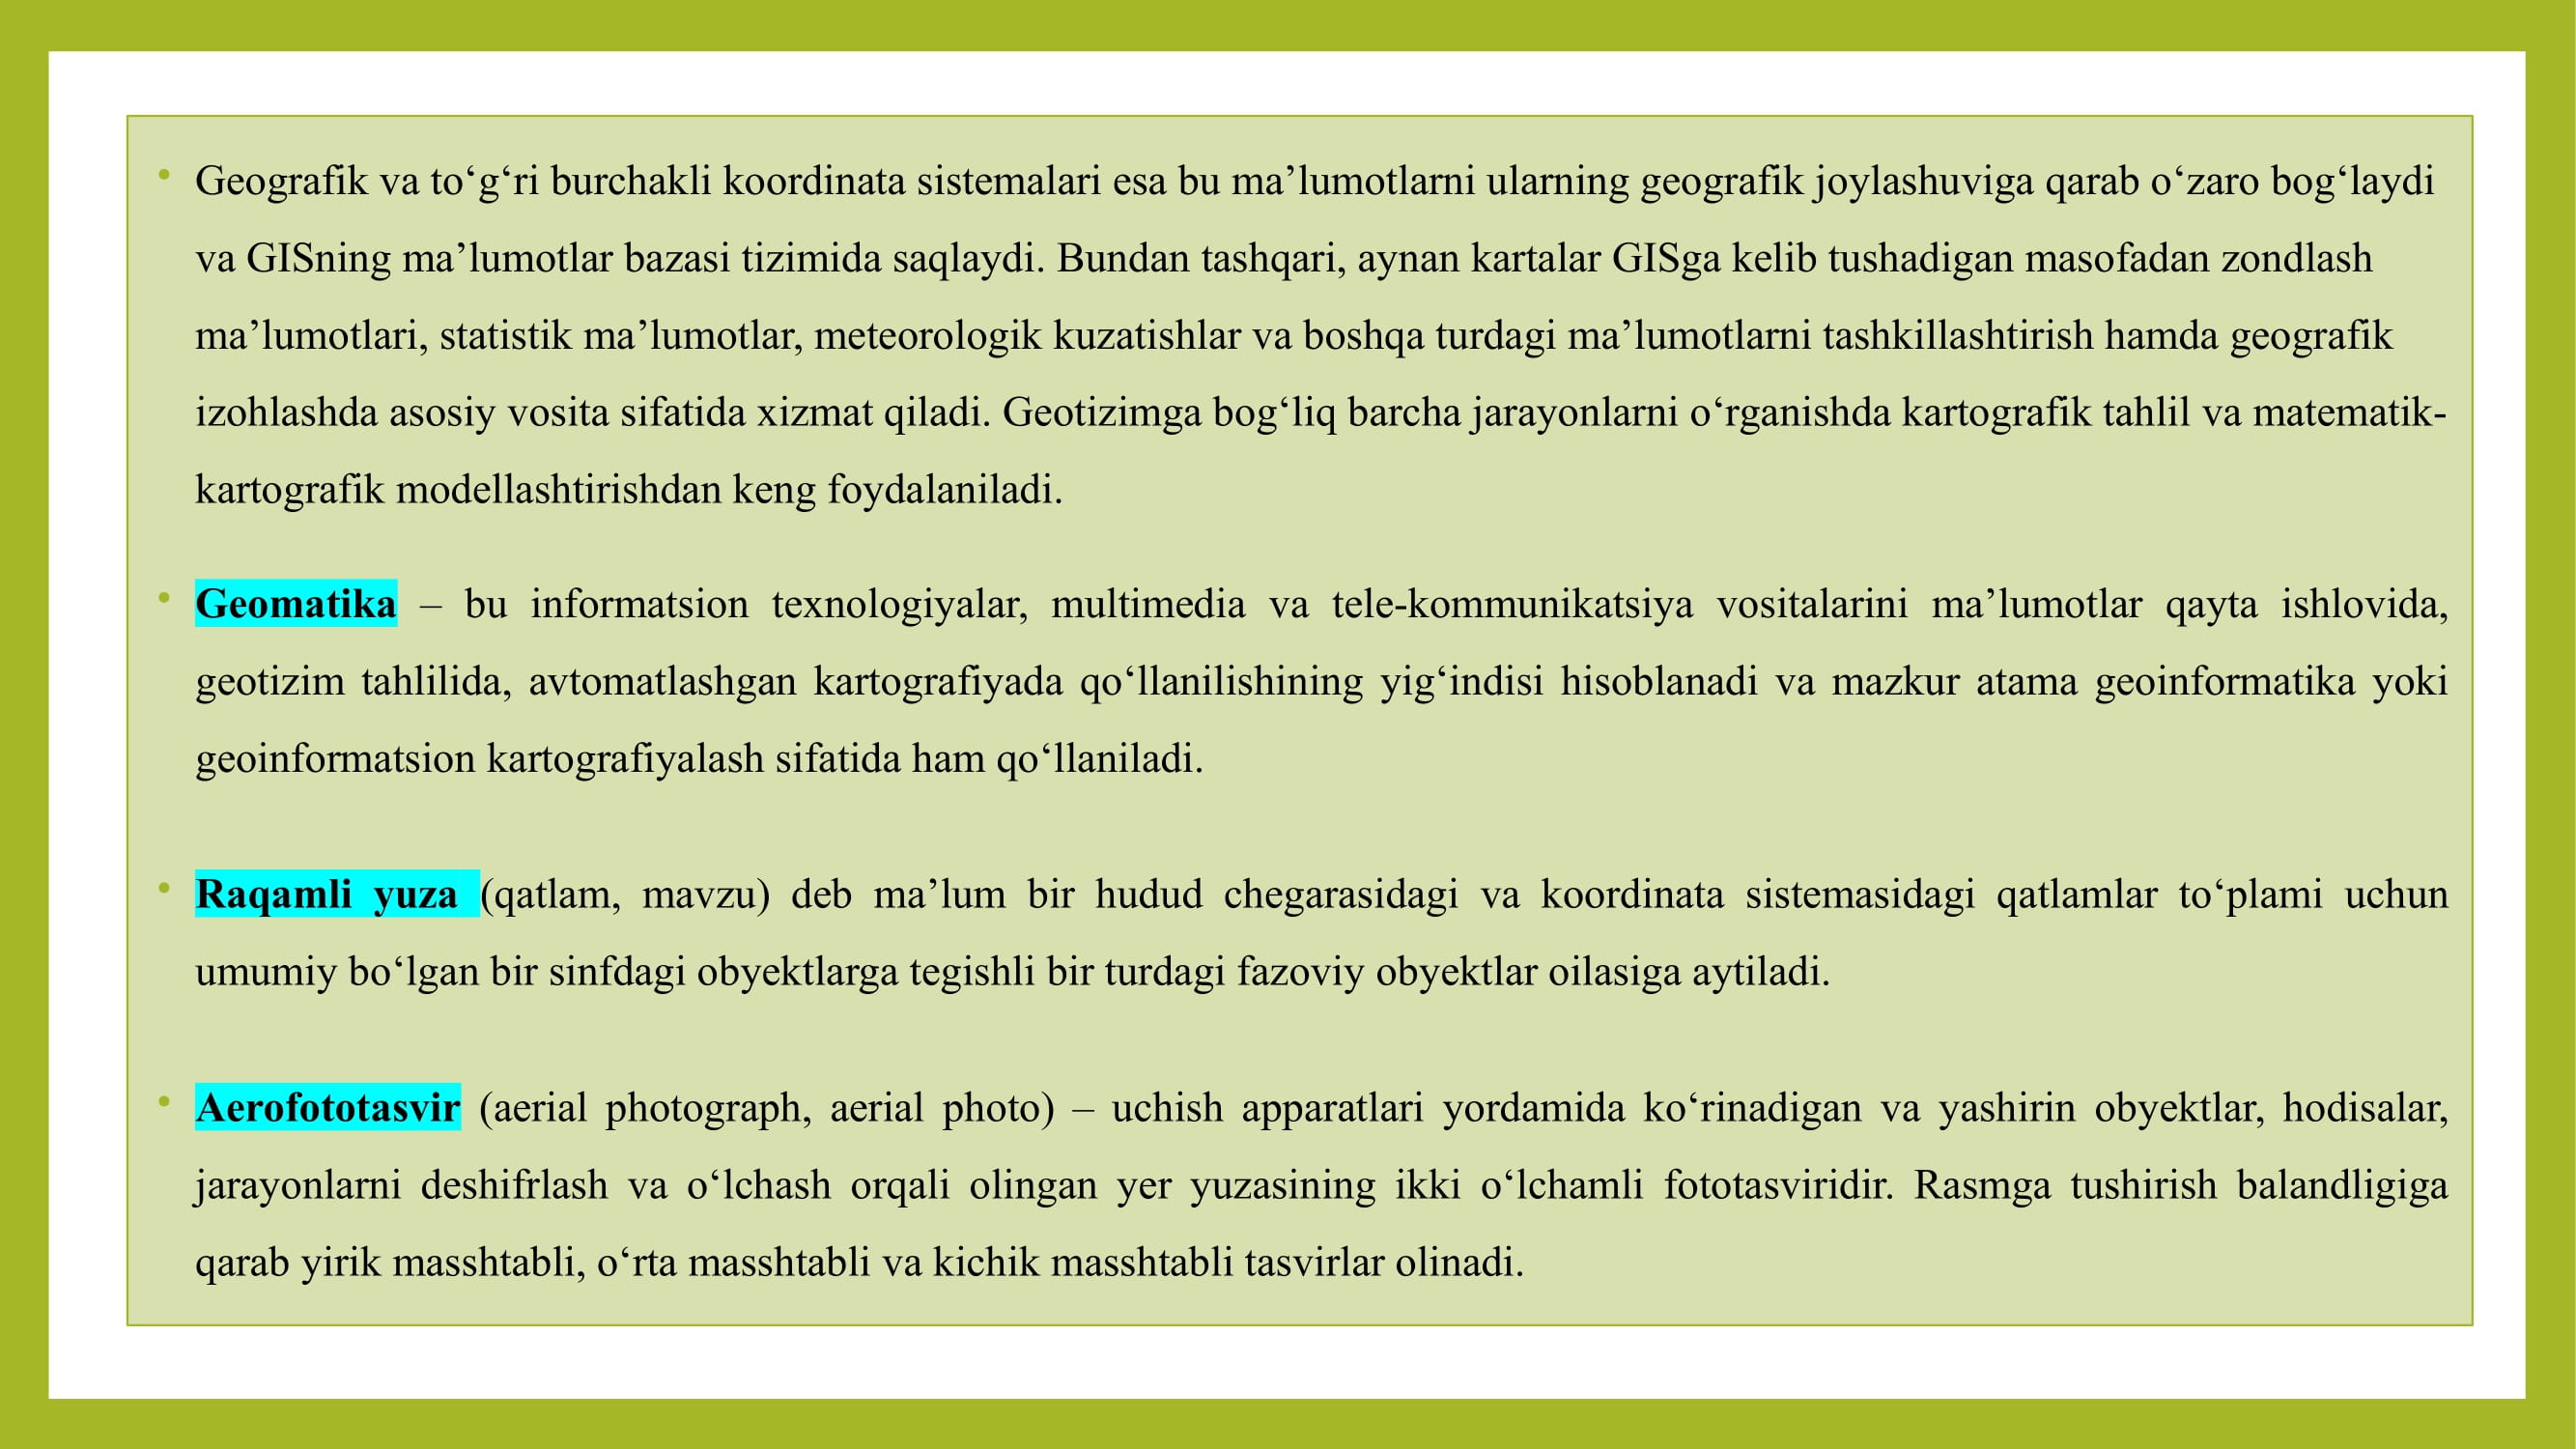 • Geografik va to‘g‘ri burchakli koordinata sistemalari esa bu ma’lumotlarni ularning geografik joylashuviga qarab o‘zaro bog‘laydi
va GISning ma’lumotlar bazasi tizimida saqlaydi. Bundan tashqari, aynan kartalar GISga kelib tushadigan masofadan zondlash
ma’lumotlari, statistik ma’lumotlar, meteorologik kuzatishlar va boshqa turdagi ma’lumotlarni tashkillashtirish hamda geografik
izohlashda asosiy vosita sifatida xizmat qiladi. Geotizimga bog‘liq barcha jarayonlarni o‘rganishda kartografik tahlil va matematik-
kartografik modellashtirishdan keng foydalaniladi.
• Geomatika – bu informatsion texnologiyalar, multimedia va tele-kommunikatsiya vositalarini ma’lumotlar qayta ishlovida,
geotizim tahlilida, avtomatlashgan kartografiyada qo‘llanilishining yig‘indisi hisoblanadi va mazkur atama geoinformatika yoki
geoinformatsion kartografiyalash sifatida ham qo‘llaniladi.
• Raqamli yuza (qatlam, mavzu) deb ma’lum bir hudud chegarasidagi va koordinata sistemasidagi qatlamlar to‘plami uchun
umumiy bo‘lgan bir sinfdagi obyektlarga tegishli bir turdagi fazoviy obyektlar oilasiga aytiladi.
• Aerofototasvir (aerial photograph, aerial photo) – uchish apparatlari yordamida ko‘rinadigan va yashirin obyektlar, hodisalar,
jarayonlarni deshifrlash va o‘lchash orqali olingan yer yuzasining ikki o‘lchamli fototasviridir. Rasmga tushirish balandligiga
qarab yirik masshtabli, o‘rta masshtabli va kichik masshtabli tasvirlar olinadi.